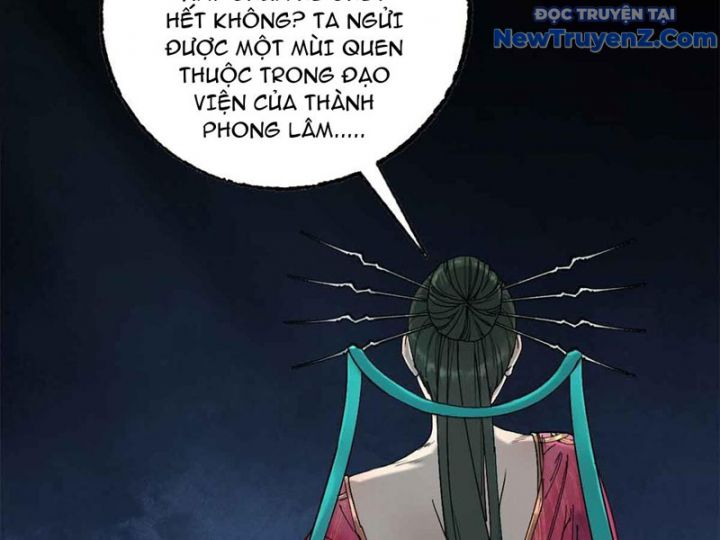 HẾT KHÔNG? TA NGỬI
ĐƯỢC MỘT MÙI QUEN
THUỘC TRONG ĐẠO
VIỆN CỦA THÀNH
PHONG LÂM.....
ĐỌC TRUYỆN TẠI
NewTruyenZ.com